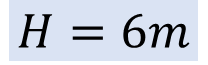 H = 6m